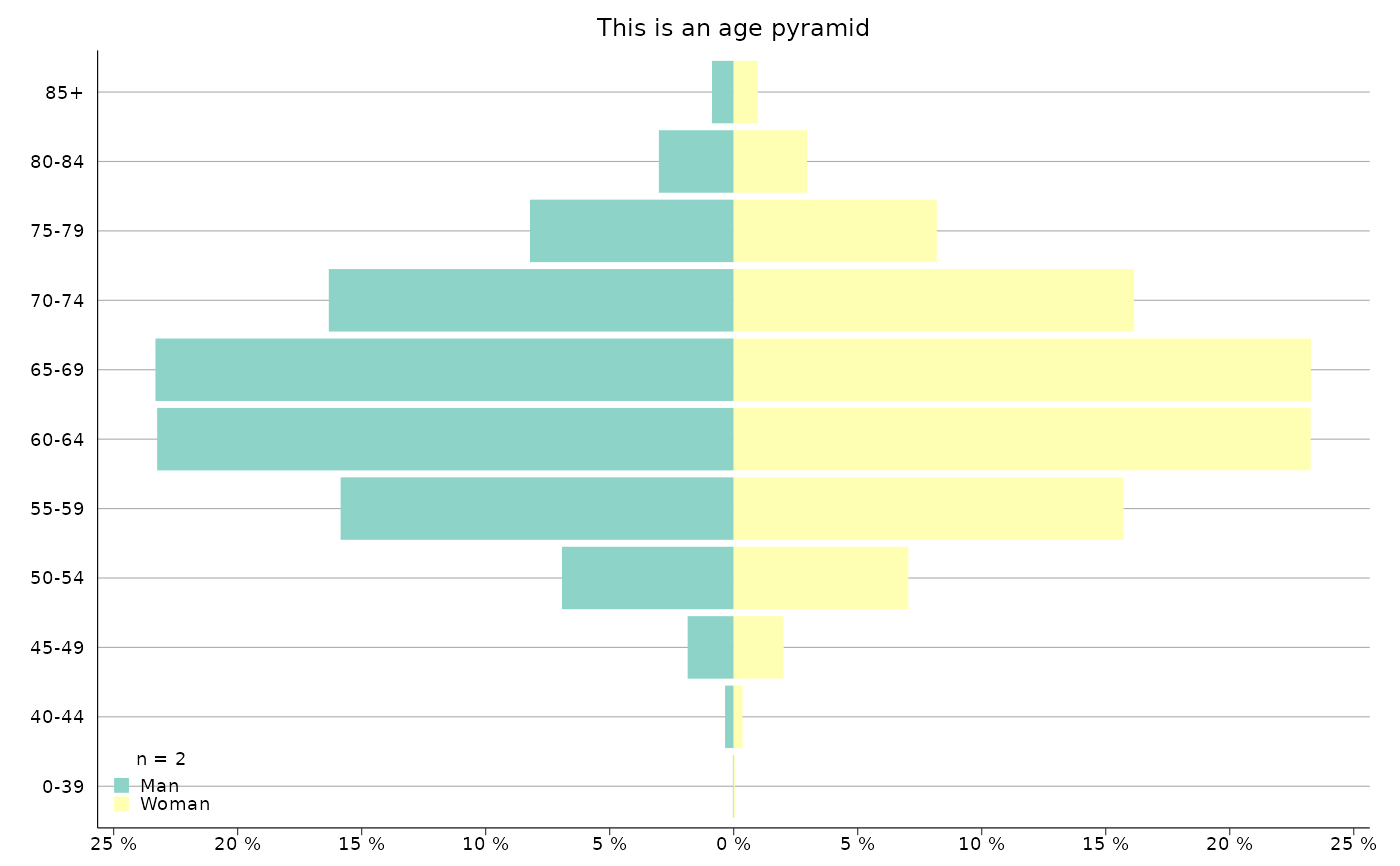 This is an age pyramid
85+
80-84
75-79
70-74
65-69
60-64
55-59
50-54
45-49
40-44
0-39
n = 2
Man
Woman
25 % 20 % 15 % 10 % 5 % 0 % 5 % 10 % 15 % 20 % 25 %